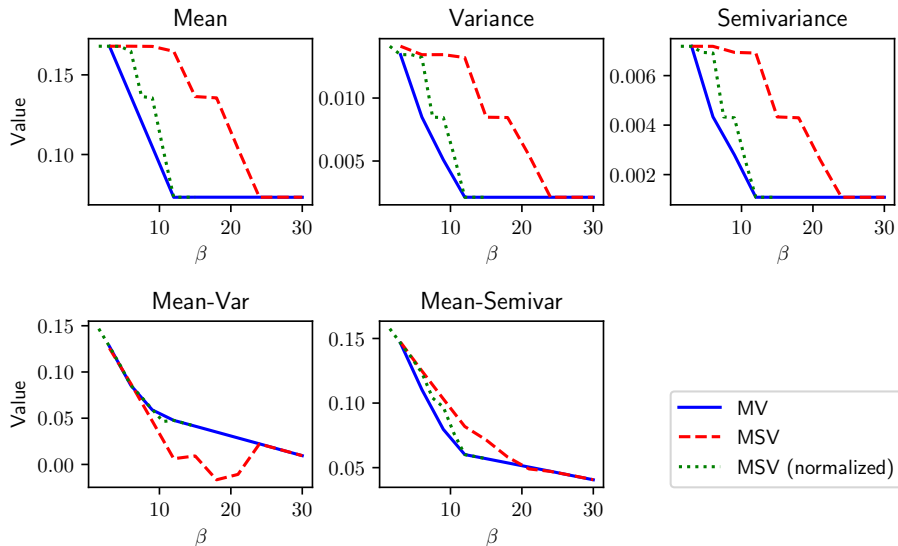 Mean
Variance
Semivariance
Value
0.15
0.10
10 20 30
β
0.010
0.005
10 20 30
β
0.006
0.004
0.002
10 20 30
β
Mean-Var
Mean-Semivar
Value
0.15
0.10
0.05
0.00
10 20 30
β
0.15
0.10
0.05
10 20 30
β
MV
MSV
MSV (normalized)